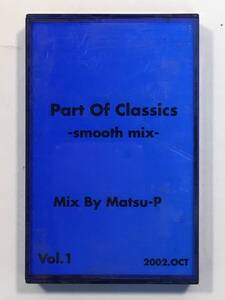 Part Of Classics
-smooth mix-
Mix By Matsu-P
Vol.1
2002.OCT